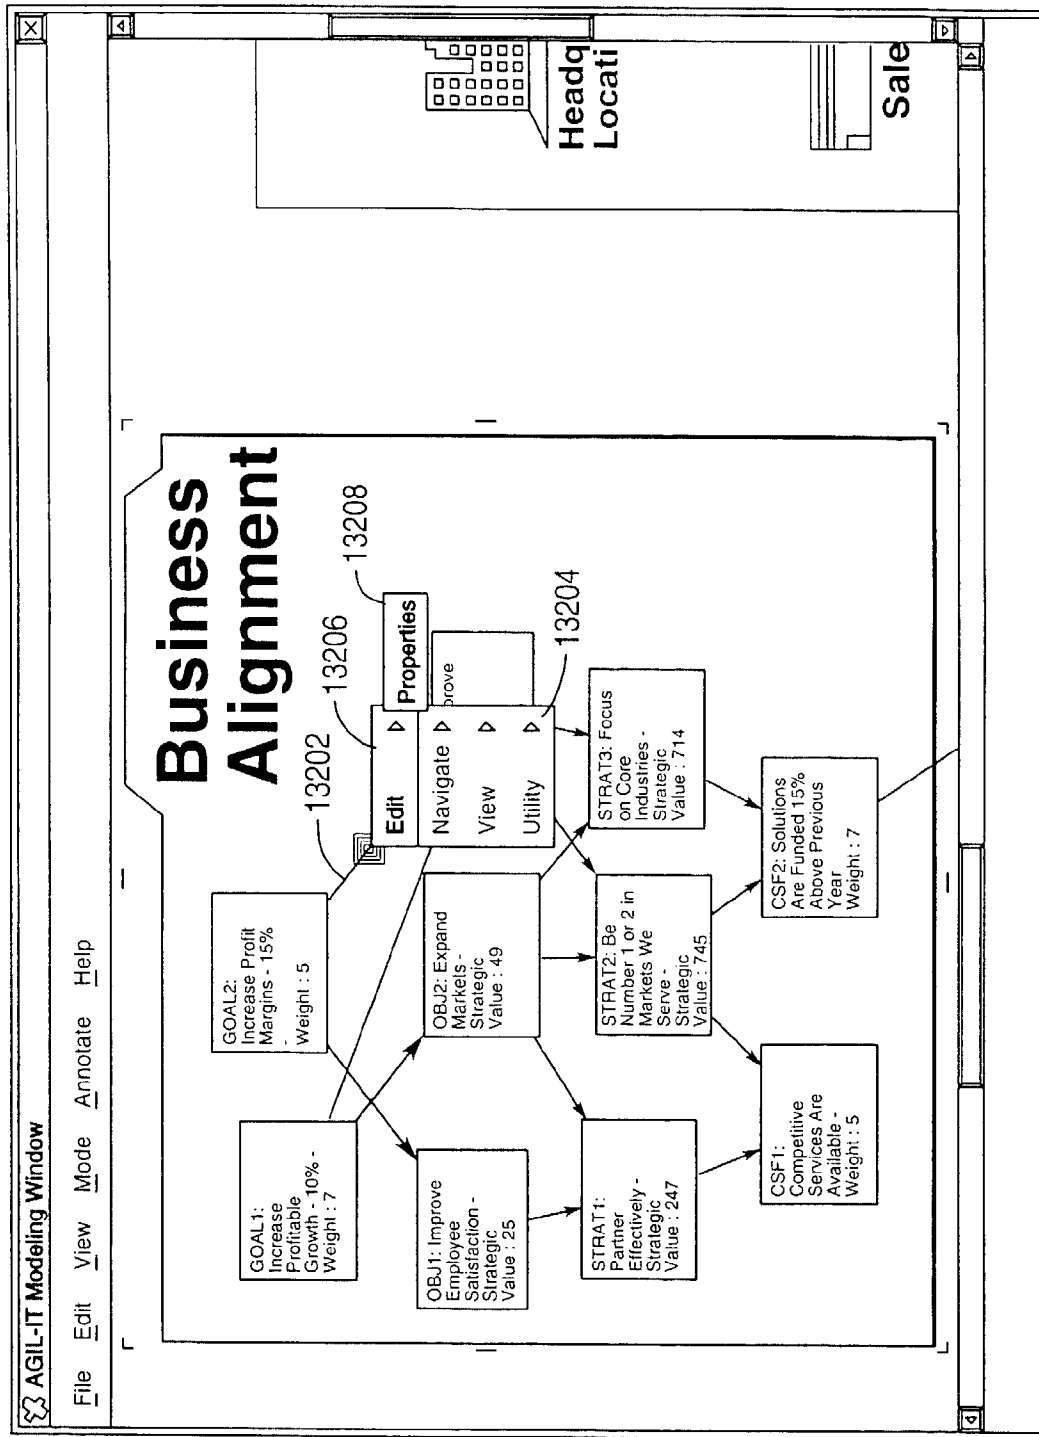 AGIL-IT Modeling Window
File Edit View Mode Annotate Help
Business
Alignment
13202
13206
13208
13204
GOAL1:
Increase
Profitable
Growth - 10% -
Weight : 7
GOAL2:
Increase Profit
Margins - 15%
-
Weight : 5
Edit
Properties
Navigate
View
Utility
OBJ1: Improve
Employee
Satisfaction -
Strategic
Value : 25
OBJ2: Expand
Markets -
Strategic
Value : 49
prove
STRAT1:
Partner
Effectively -
Strategic
Value : 247
STRAT2: Be
Number 1 or 2 in
Markets We
Serve -
Strategic
Value : 745
STRAT3: Focus
on Core
Industries -
Strategic
Value : 714
CSF1:
Competitive
Services Are
Available -
Weight : 5
CSF2: Solutions
Are Funded 15%
Above Previous
Year
Weight : 7
Headq
Locati
Sale